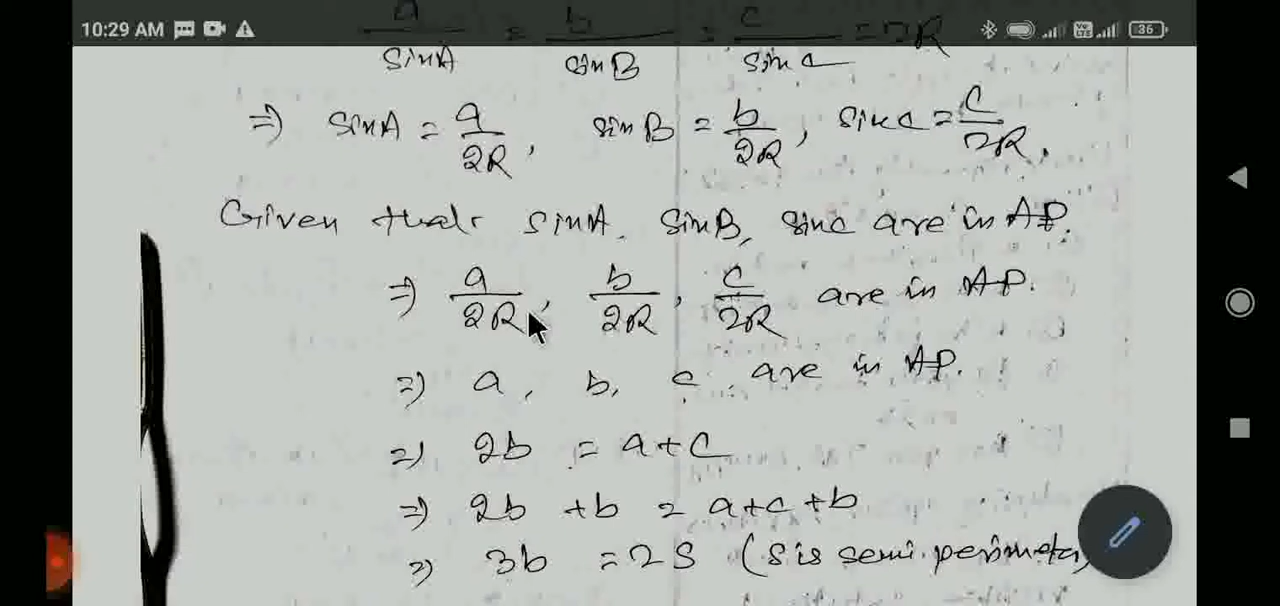 10:29 AM 36
a/sinA = b/sinB = c/sinC = 2R
=) sinA = a/2R, sinB = b/2R, sinC = c/2R.
Given that sinA, sinB, sinC are in AP.
=) a/2R, b/2R, c/2R are in AP.
=) a, b, c, are in AP.
=) 2b = a+c
=) 2b +b = a+c+b
=) 3b = 2S (S is semi perimeter